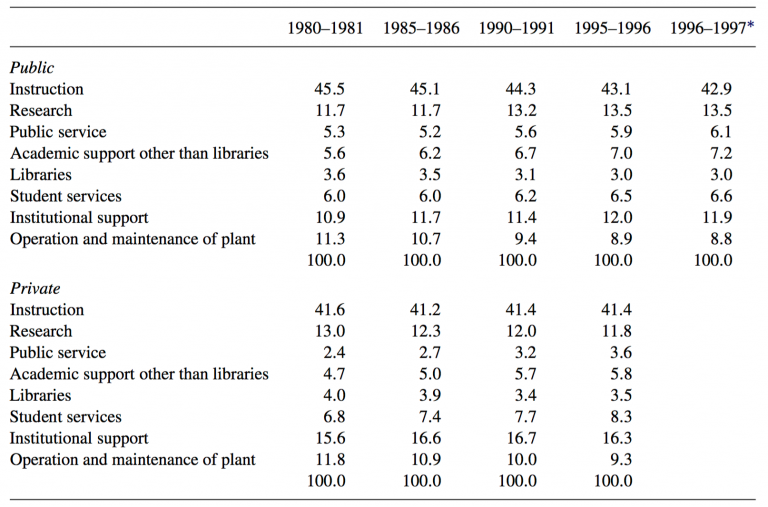 1980–1981 1985–1986 1990–1991 1995–1996 1996–1997*
Public
Instruction 45.5 45.1 44.3 43.1 42.9
Research 11.7 11.7 13.2 13.5 13.5
Public service 5.3 5.2 5.6 5.9 6.1
Academic support other than libraries 5.6 6.2 6.7 7.0 7.2
Libraries 3.6 3.5 3.1 3.0 3.0
Student services 6.0 6.0 6.2 6.5 6.6
Institutional support 10.9 11.7 11.4 12.0 11.9
Operation and maintenance of plant 11.3 10.7 9.4 8.9 8.8
100.0 100.0 100.0 100.0 100.0
Private
Instruction 41.6 41.2 41.4 41.4
Research 13.0 12.3 12.0 11.8
Public service 2.4 2.7 3.2 3.6
Academic support other than libraries 4.7 5.0 5.7 5.8
Libraries 4.0 3.9 3.4 3.5
Student services 6.8 7.4 7.7 8.3
Institutional support 15.6 16.6 16.7 16.3
Operation and maintenance of plant 11.8 10.9 10.0 9.3
100.0 100.0 100.0 100.0